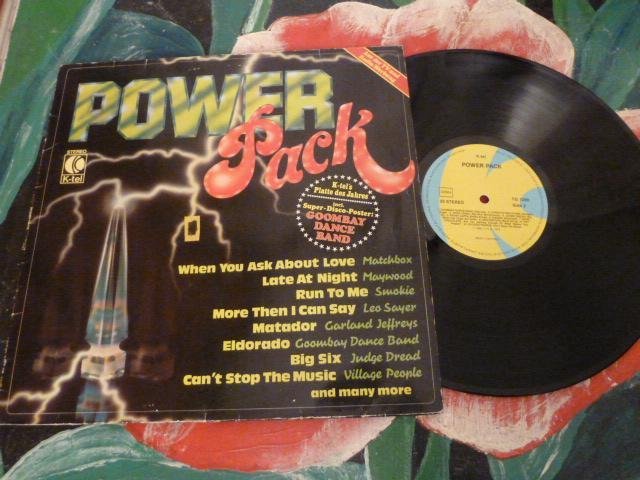 POWER
Pack
STEREO
K-tel
K-tel's
Platte des Jahres
incl.
Super-Disco-Poster:
GOOMBAY
DANCE
BAND
When You Ask About Love Matchbox
Late At Night Maywood
Run To Me Smokie
More Then I Can Say Leo Sayer
Matador Garland Jeffreys
Eldorado Goombay Dance Band
Big Six Judge Dread
Can't Stop The Music Village People
and many more
K-tel
POWER PACK
STEREO